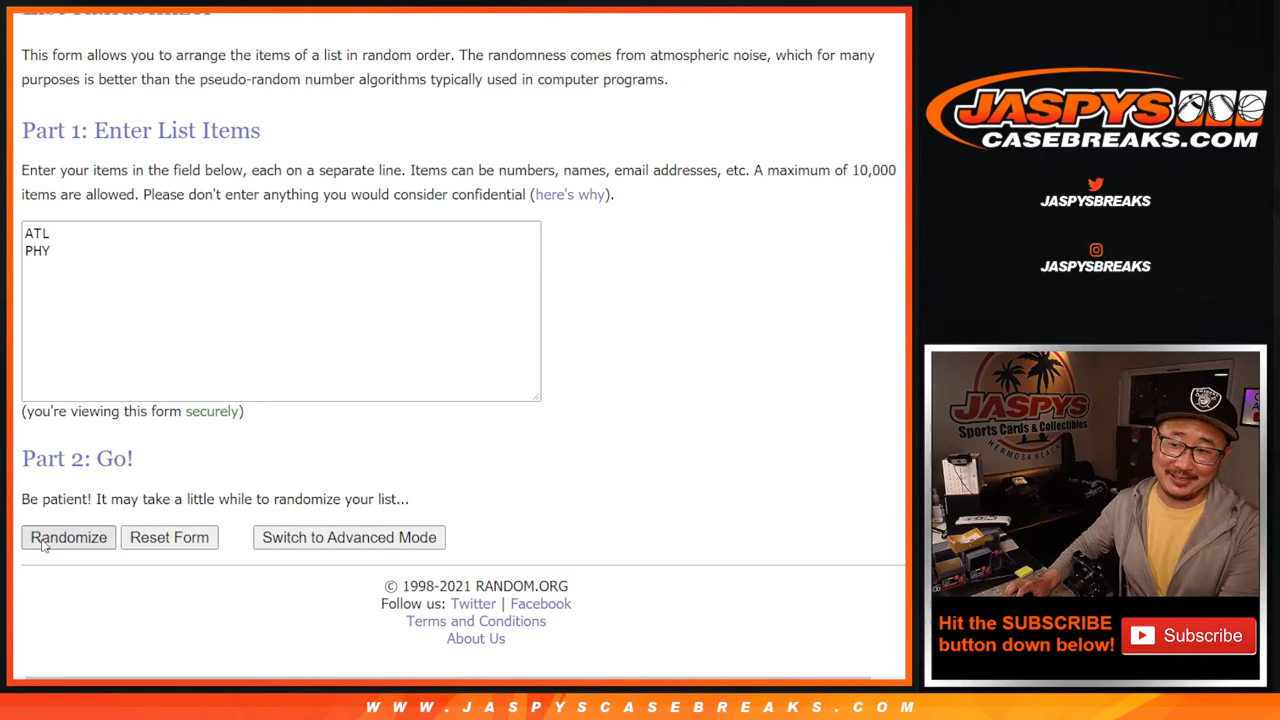 This form allows you to arrange the items of a list in random order. The randomness comes from atmospheric noise, which for many
purposes is better than the pseudo-random number algorithms typically used in computer programs.
Part 1: Enter List Items
Enter your items in the field below, each on a separate line. Items can be numbers, names, email addresses, etc. A maximum of 10,000
items are allowed. Please don't enter anything you would consider confidential (here's why).
ATL
PHY
(you're viewing this form securely)
Part 2: Go!
Be patient! It may take a little while to randomize your list...
Randomize Reset Form Switch to Advanced Mode
© 1998-2021 RANDOM.ORG
Follow us: Twitter | Facebook
Terms and Conditions
About Us
JASPYS
CASEBREAKS.COM
JASPYSBREAKS
JASPYSBREAKS
JASPYS
Sports Cards & Collectibles
HERMOSA BEACH
Hit the SUBSCRIBE
button down below!
Subscribe
WWW.JASPYSCASEBREAKS.COM